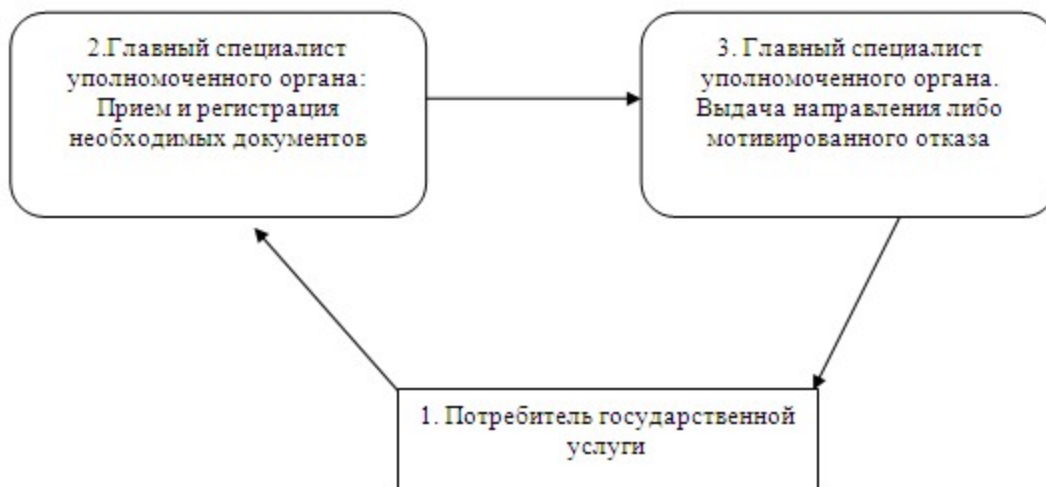 2.Главный специалист
уполномоченного органа:
Прием и регистрация
необходимых документов
3. Главный специалист
уполномоченного органа.
Выдача направления либо
мотивированного отказа
1. Потребитель государственной
услуги